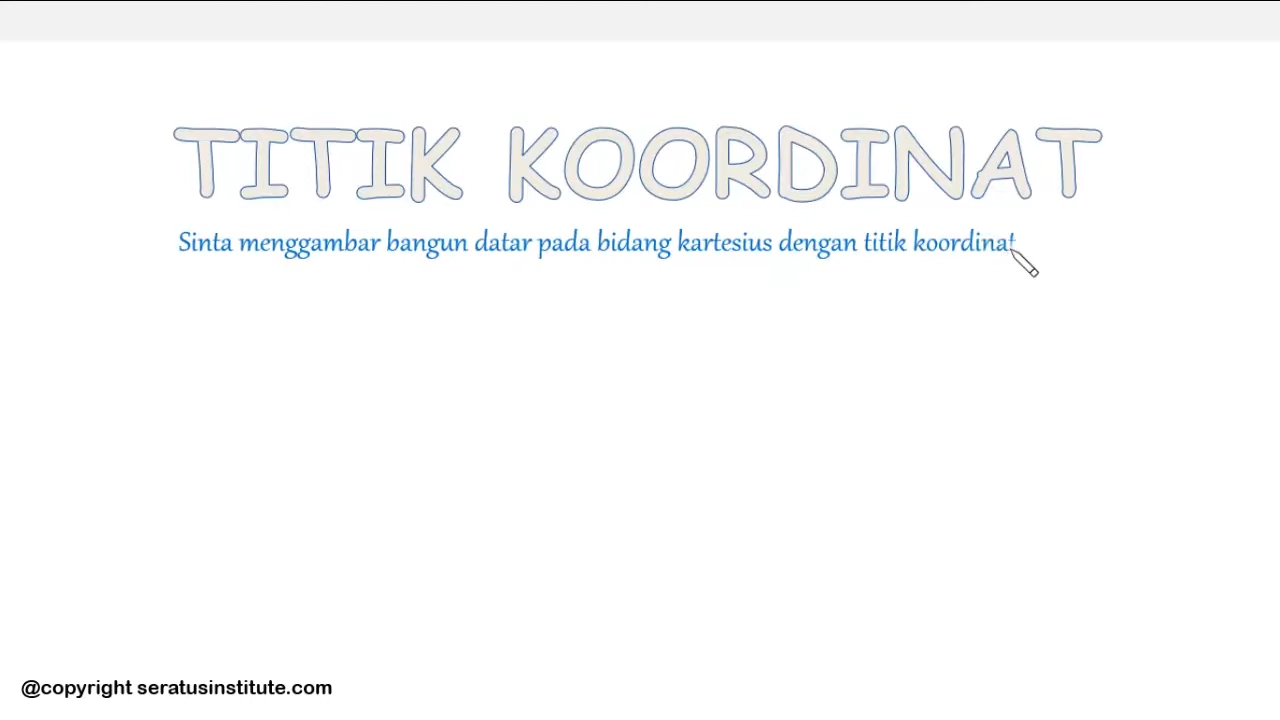 TITIK KOORDINAT
Sinta menggambar bangun datar pada bidang kartesius dengan titik koordinat
@copyright seratusinstitute.com